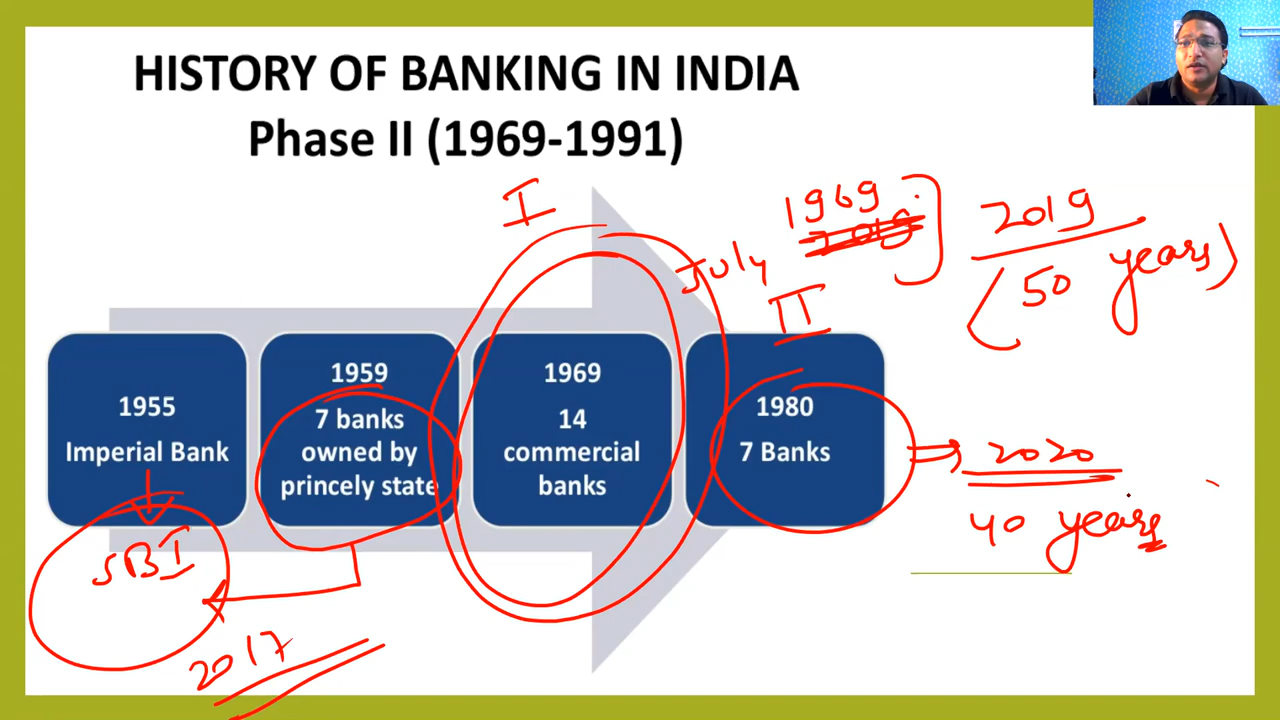 HISTORY OF BANKING IN INDIA
Phase II (1969-1991)
I
1969
2019
July
2019
(50 years)
II
1955
Imperial Bank
1959
7 banks
owned by
princely state
1969
14
commercial
banks
1980
7 Banks
2020
40 years
SBI
2017